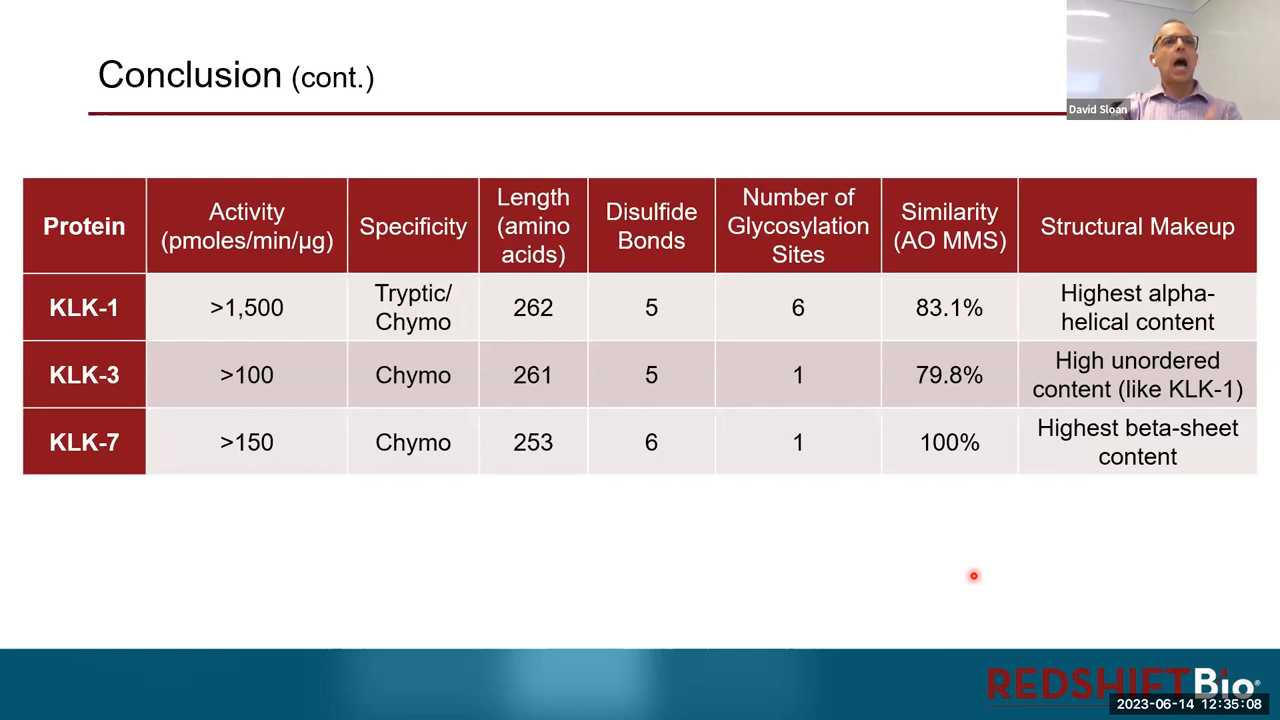 Conclusion (cont.)
David Sloan
Protein
Activity
(pmoles/min/µg)
Specificity
Length
(amino
acids)
Disulfide
Bonds
Number of
Glycosylation
Sites
Similarity
(AO MMS)
Structural Makeup
KLK-1
>1,500
Tryptic/
Chymo
262
5
6
83.1%
Highest alpha-
helical content
KLK-3
>100
Chymo
261
5
1
79.8%
High unordered
content (like KLK-1)
KLK-7
>150
Chymo
253
6
1
100%
Highest beta-sheet
content
REDSHIFTBio®
2023-06-14 12:35:08